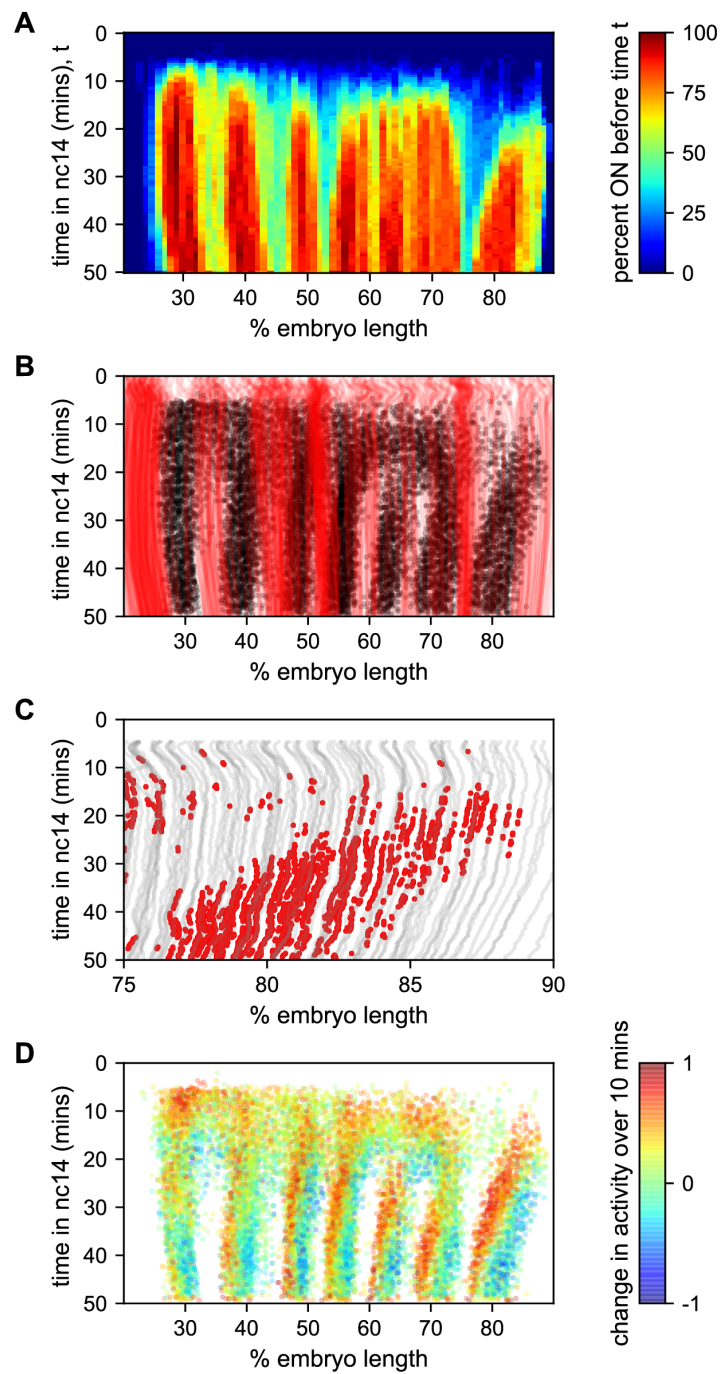 A
0
10
20
30
40
50
time in nc14 (mins), t
30 40 50 60 70 80
% embryo length
100
75
50
25
0
percent ON before time t
B
0
10
20
30
40
50
time in nc14 (mins)
30 40 50 60 70 80
% embryo length
C
0
10
20
30
40
50
time in nc14 (mins)
75 80 85 90
% embryo length
D
0
10
20
30
40
50
time in nc14 (mins)
30 40 50 60 70 80
% embryo length
1
0
-1
change in activity over 10 mins